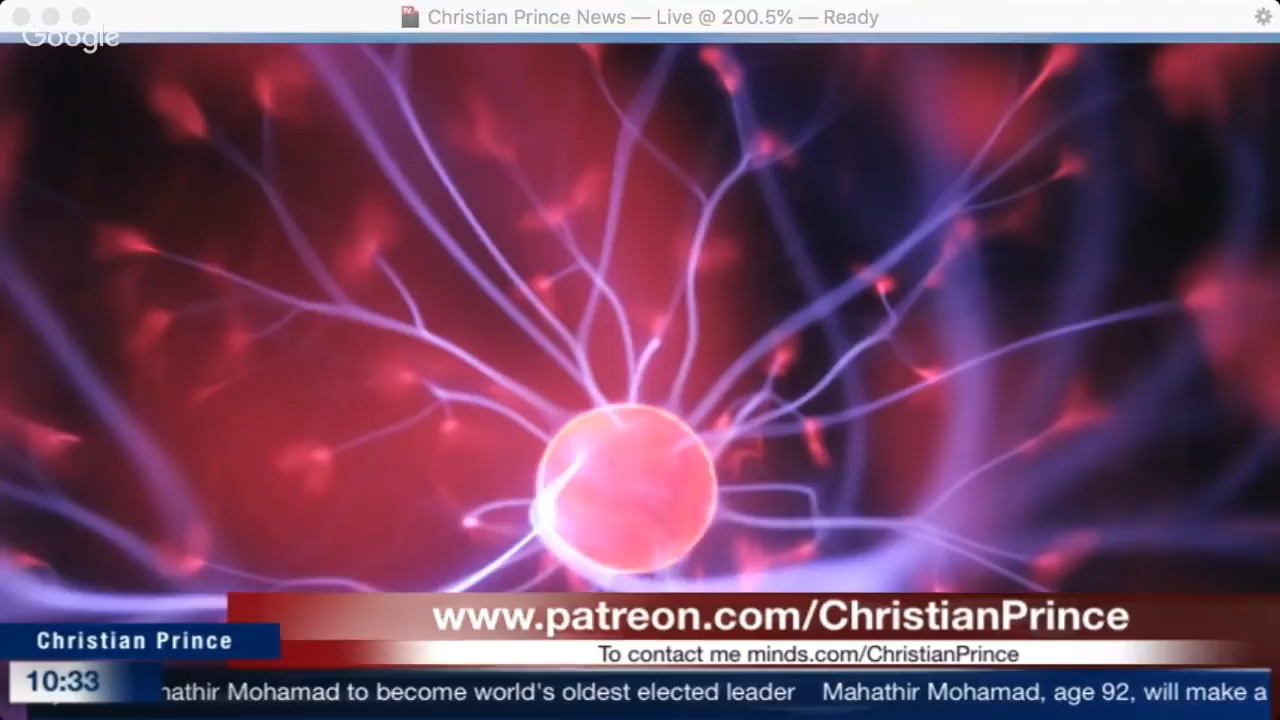 Christian Prince News — Live @ 200.5% — Ready
Google
www.patreon.com/ChristianPrince
To contact me minds.com/ChristianPrince
Christian Prince
10:33
Mohamad to become world's oldest elected leader Mahathir Mohamad, age 92, will make a